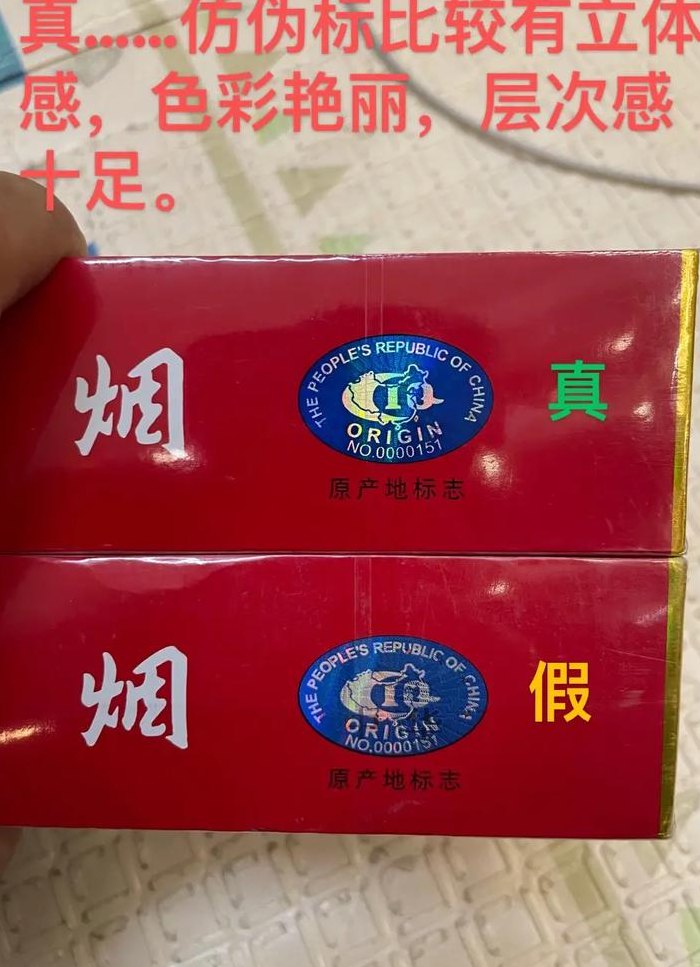 真......仿伪标比较有立体
感，色彩艳丽，层次感
十足。
烟
THE PEOPLE'S REPUBLIC OF CHINA
CIQ
ORIGIN
NO.0000151
真
原产地标志
烟
THE PEOPLE'S REPUBLIC OF CHINA
CIQ
ORIGIN
NO.0000151
假
原产地标志